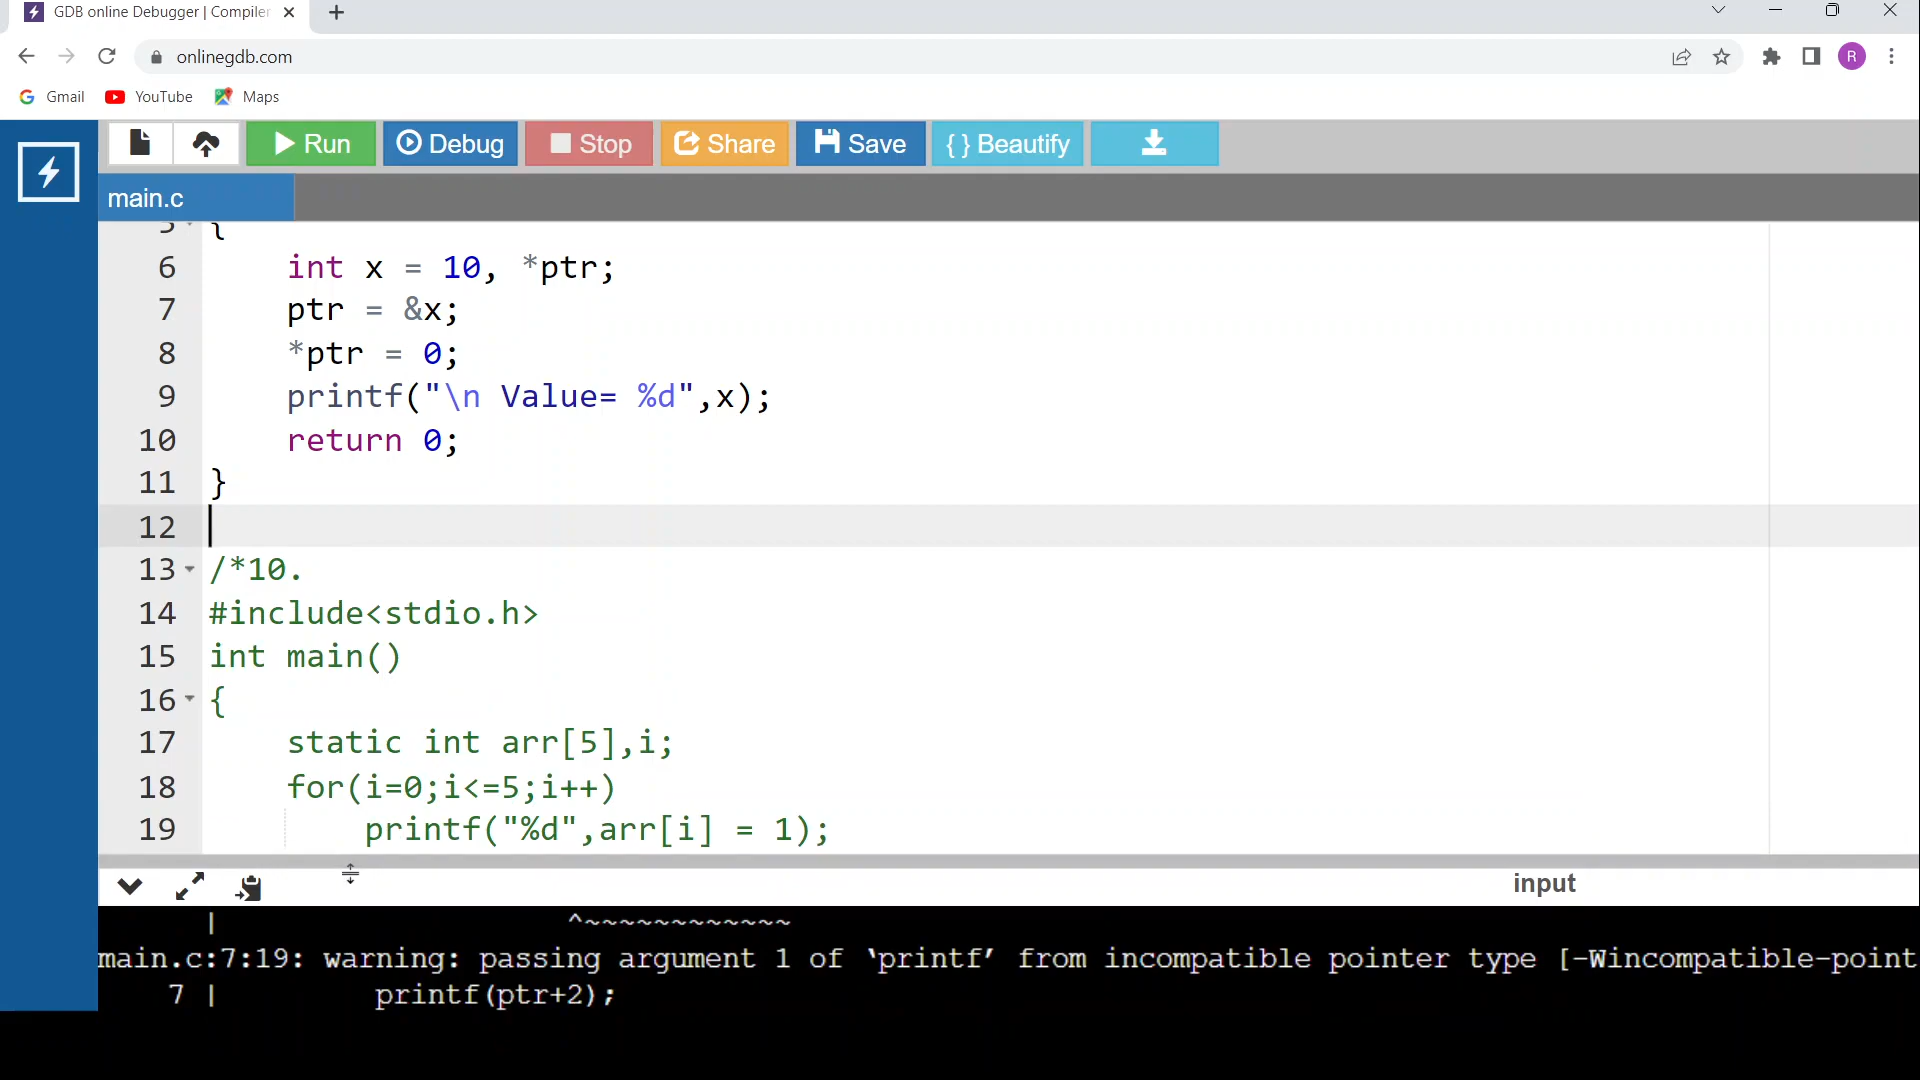 GDB online Debugger | Compiler
onlinegdb.com
R
Gmail YouTube Maps
Run Debug Stop Share Save { } Beautify
main.c
5 {
6 int x = 10, *ptr;
7 ptr = &x;
8 *ptr = 0;
9 printf("\n Value= %d",x);
10 return 0;
11 }
12
13 /*10.
14 #include<stdio.h>
15 int main()
16 {
17 static int arr[5],i;
18 for(i=0;i<=5;i++)
19 printf("%d",arr[i] = 1);
input
| ^~~~~~~~~~~~~
main.c:7:19: warning: passing argument 1 of ‘printf’ from incompatible pointer type [-Wincompatible-point
7 | printf(ptr+2);